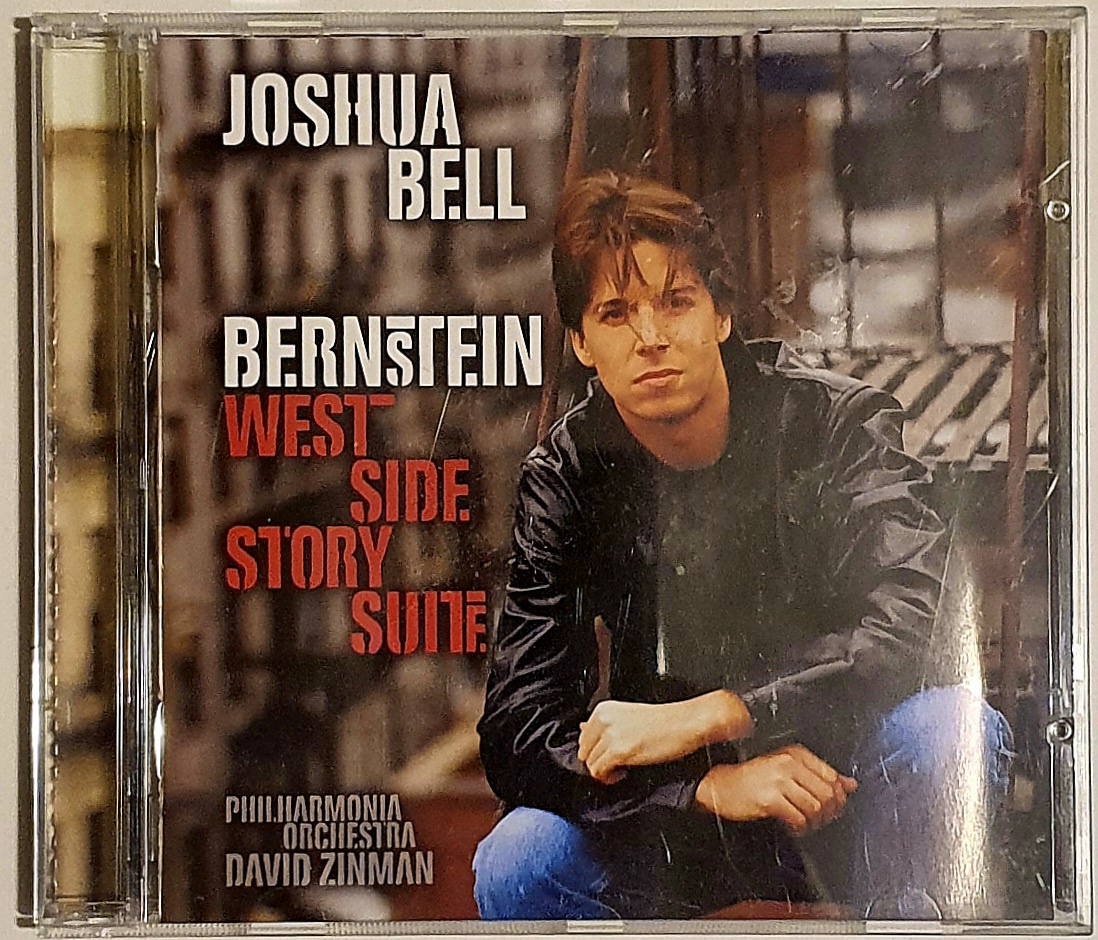 JOSHUA
BELL
BERNSTEIN
WEST
SIDE
STORY
SUITE
PHILHARMONIA
ORCHESTRA
DAVID ZINMAN